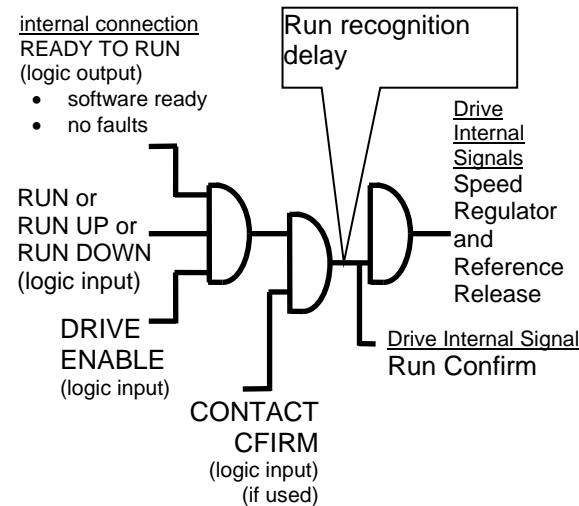 internal connection
READY TO RUN
(logic output)
• software ready
• no faults
Run recognition
delay
RUN or
RUN UP or
RUN DOWN
(logic input)
DRIVE
ENABLE
(logic input)
CONTACT
CFIRM
(logic input)
(if used)
Drive
Internal
Signals
Speed
Regulator
and
Reference
Release
Drive Internal Signal
Run Confirm